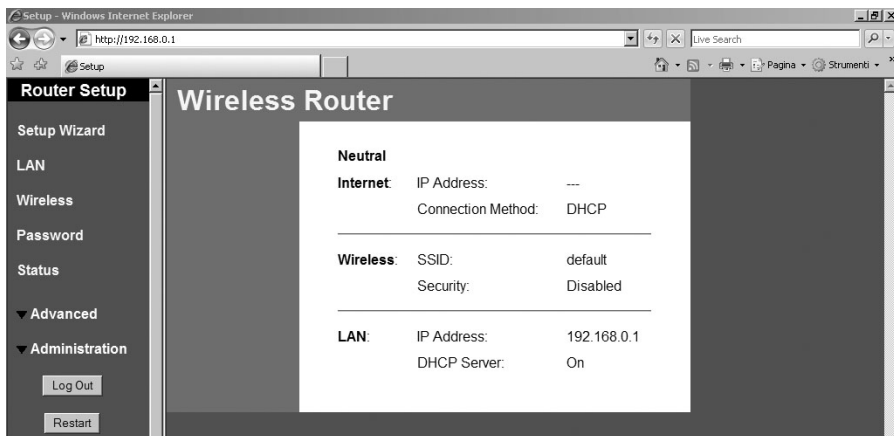 Setup - Windows Internet Explorer
http://192.168.0.1
Live Search
Setup
Pagina
Strumenti
Router Setup
Setup Wizard
LAN
Wireless
Password
Status
Advanced
Administration
Log Out
Restart
Wireless Router
Neutral
Internet: IP Address: ---
Connection Method: DHCP
Wireless: SSID: default
Security: Disabled
LAN: IP Address: 192.168.0.1
DHCP Server: On